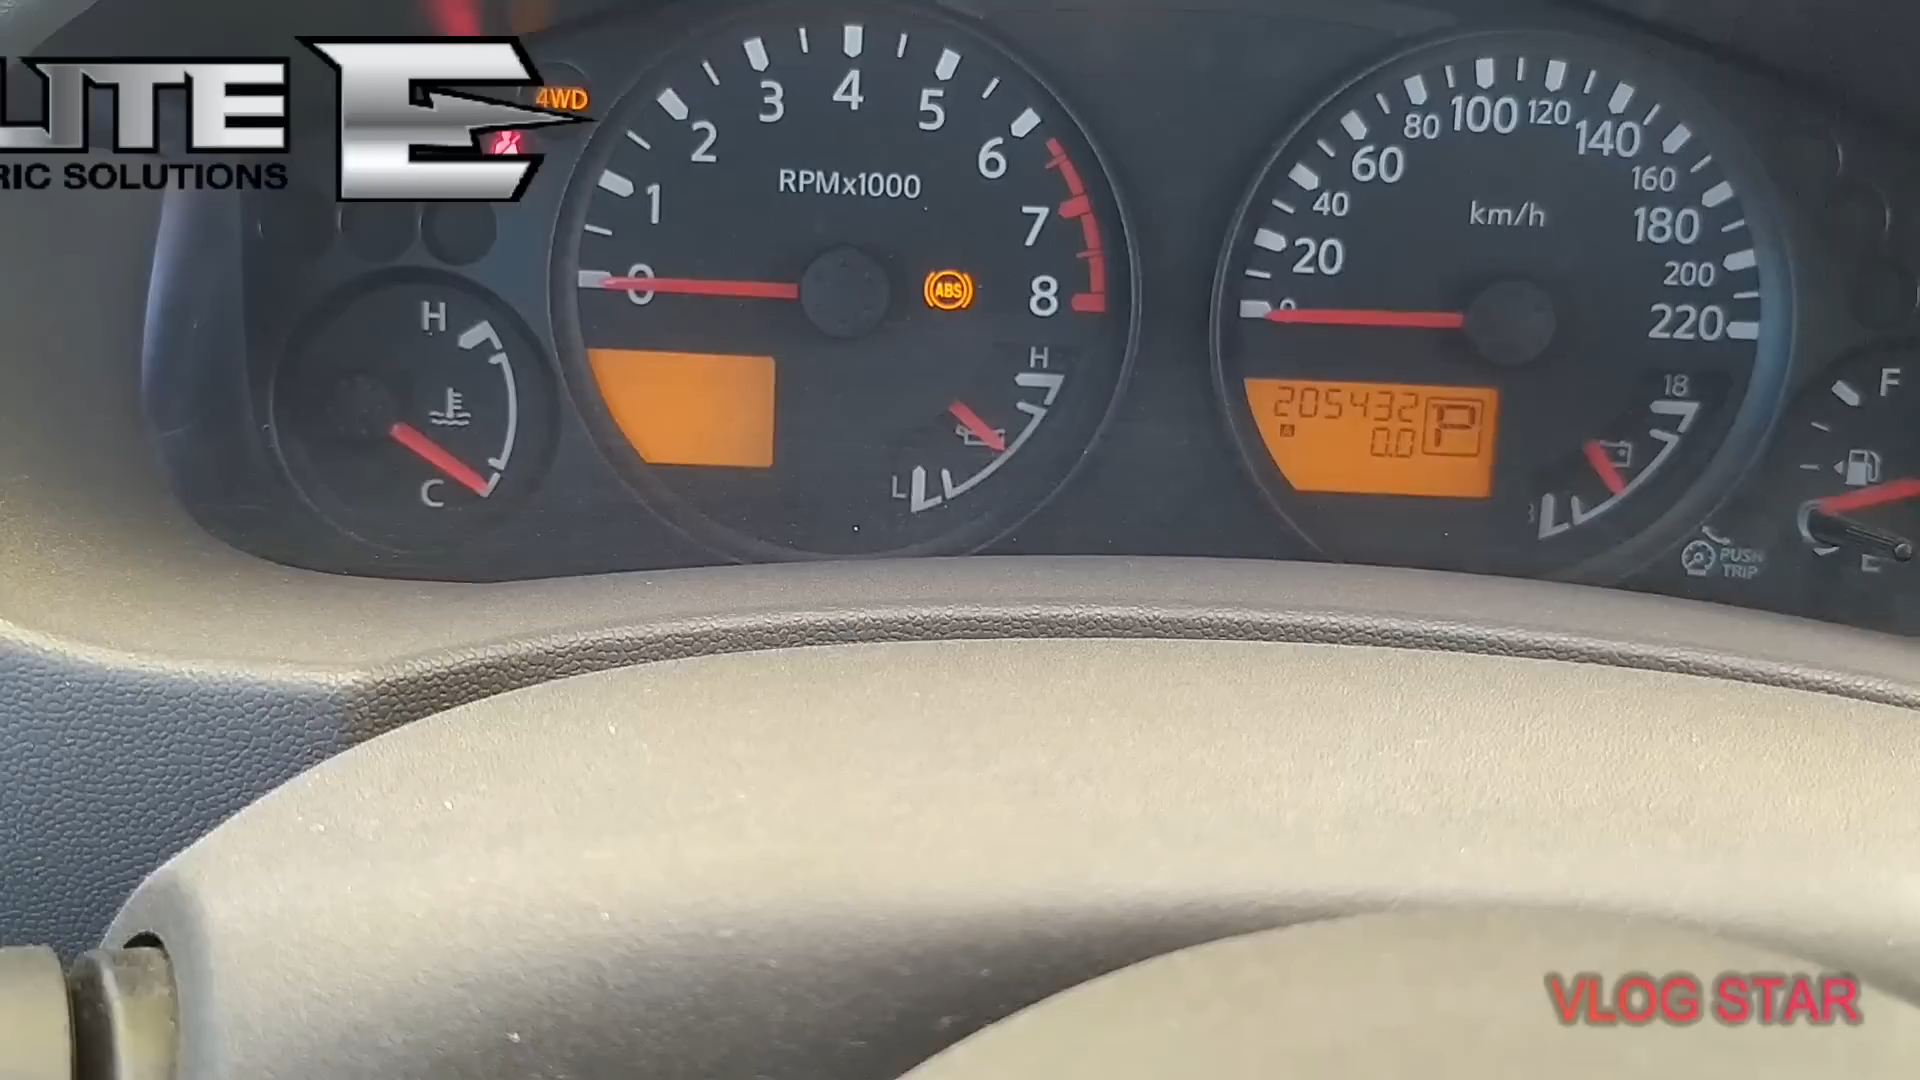 LITE E
RIC SOLUTIONS
4WD
0 1 2 3 4 5 6 7 8
RPMx1000
ABS
H
C
H
L
0 20 40 60 80 100 120 140 160 180 200 220
km/h
205432
A 0.0
P
18
F
E
PUSH
TRIP
VLOG STAR